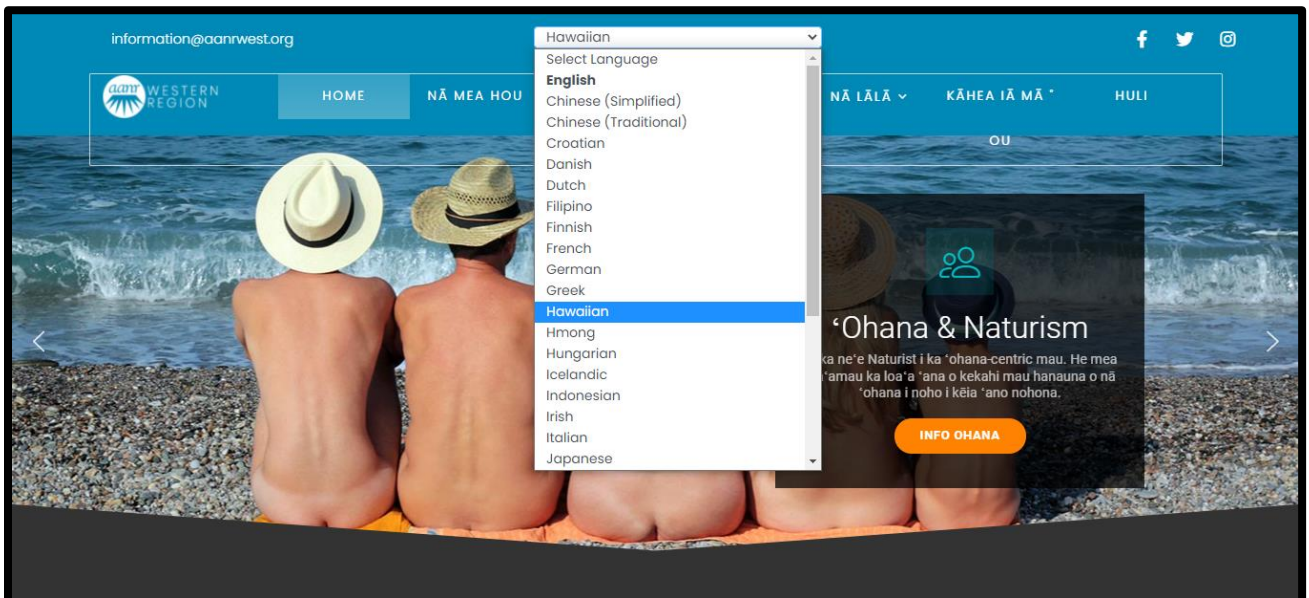 information@aanrwest.org
Hawaiian
aanr WESTERN
REGION
HOME
NĀ MEA HOU
NĀ LĀLĀ
KĀHEA IĀ MĀ
OU
HULI
Select Language
English
Chinese (Simplified)
Chinese (Traditional)
Croatian
Danish
Dutch
Filipino
Finnish
French
German
Greek
Hawaiian
Hmong
Hungarian
Icelandic
Indonesian
Irish
Italian
Japanese
ʻOhana & Naturism
ka neʻe Naturist i ka ʻohana-centric mau. He mea
ʻamau ka loaʻa ʻana o kekahi mau hanauna o nā
ʻohana i noho i kēia ʻano nohona.
INFO OHANA